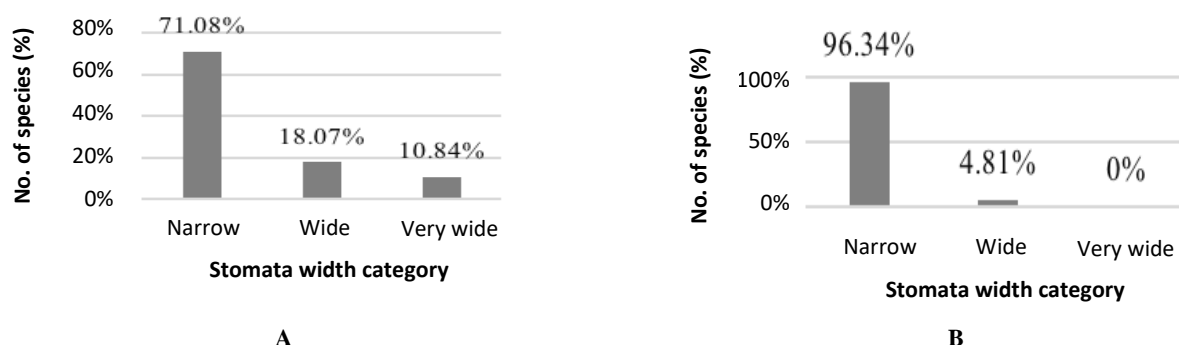 No. of species (%)
80%
60%
40%
20%
0%
71.08%
18.07%
10.84%
Narrow Wide Very wide
Stomata width category
A
No. of species (%)
100%
50%
0%
96.34%
4.81%
0%
Narrow Wide Very wide
Stomata width category
B